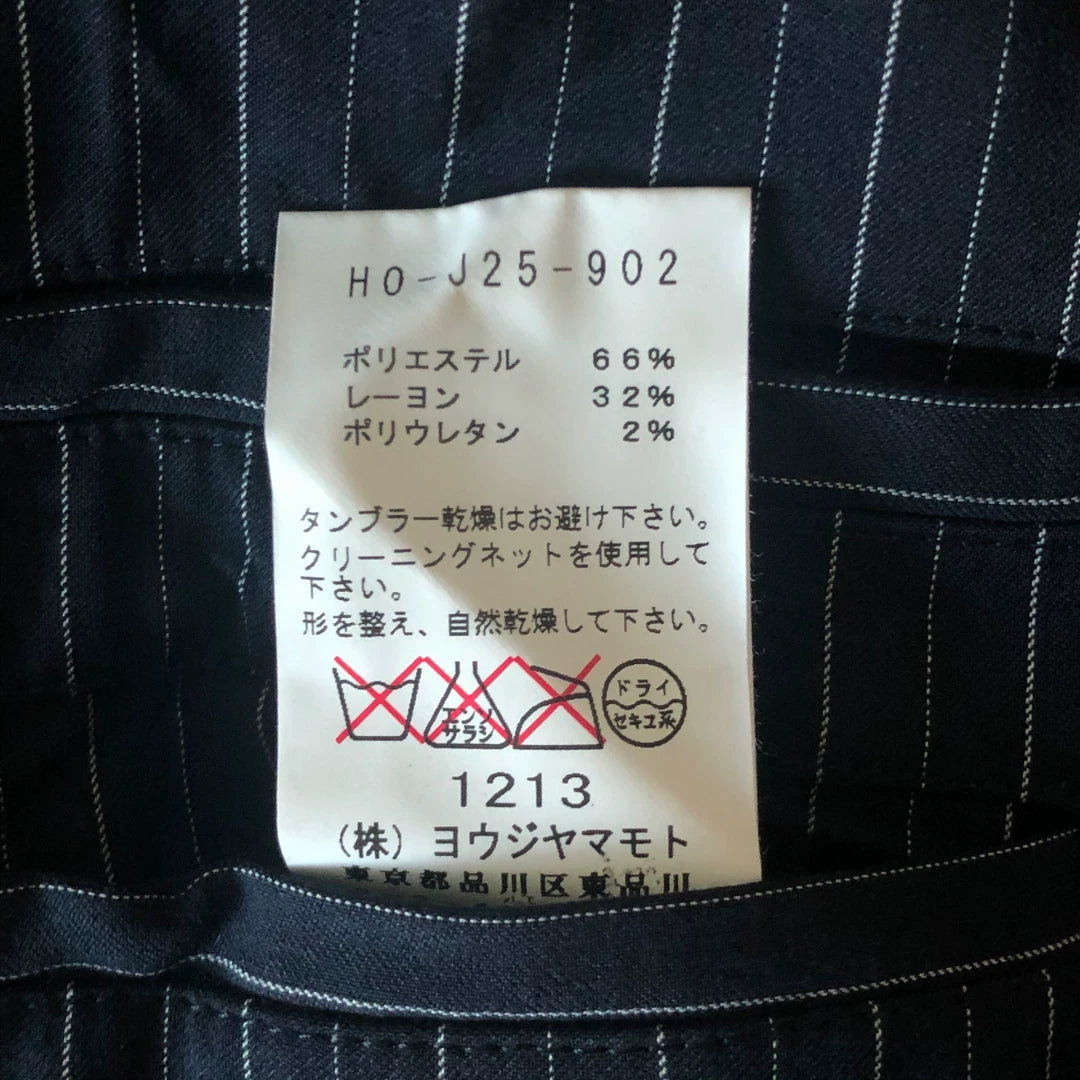 HO-J25-902
ポリエステル 66%
レーヨン 32%
ポリウレタン 2%
タンブラー乾燥はお避け下さい。
クリーニングネットを使用して
下さい。
形を整え、自然乾燥して下さい。
エンソ
サラシ
ドライ
セキユ系
1213
(株)ヨウジヤマモト
東京都品川区東品川